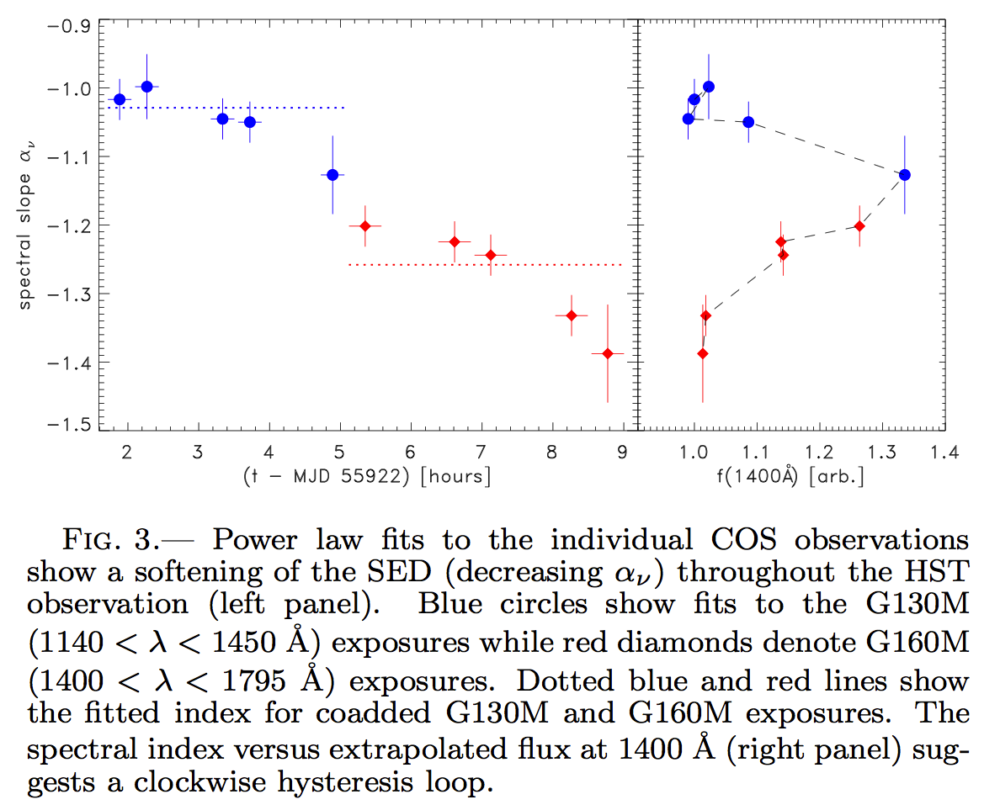 −0.9
−1.0
−1.1
−1.2
−1.3
−1.4
−1.5
spectral slope αν
2 3 4 5 6 7 8 9
(t − MJD 55922) [hours]
1.0 1.1 1.2 1.3 1.4
f(1400Å) [arb.]
FIG. 3.— Power law fits to the individual COS observations
show a softening of the SED (decreasing αν) throughout the HST
observation (left panel). Blue circles show fits to the G130M
(1140 < λ < 1450 Å) exposures while red diamonds denote G160M
(1400 < λ < 1795 Å) exposures. Dotted blue and red lines show
the fitted index for coadded G130M and G160M exposures. The
spectral index versus extrapolated flux at 1400 Å (right panel) sug-
gests a clockwise hysteresis loop.